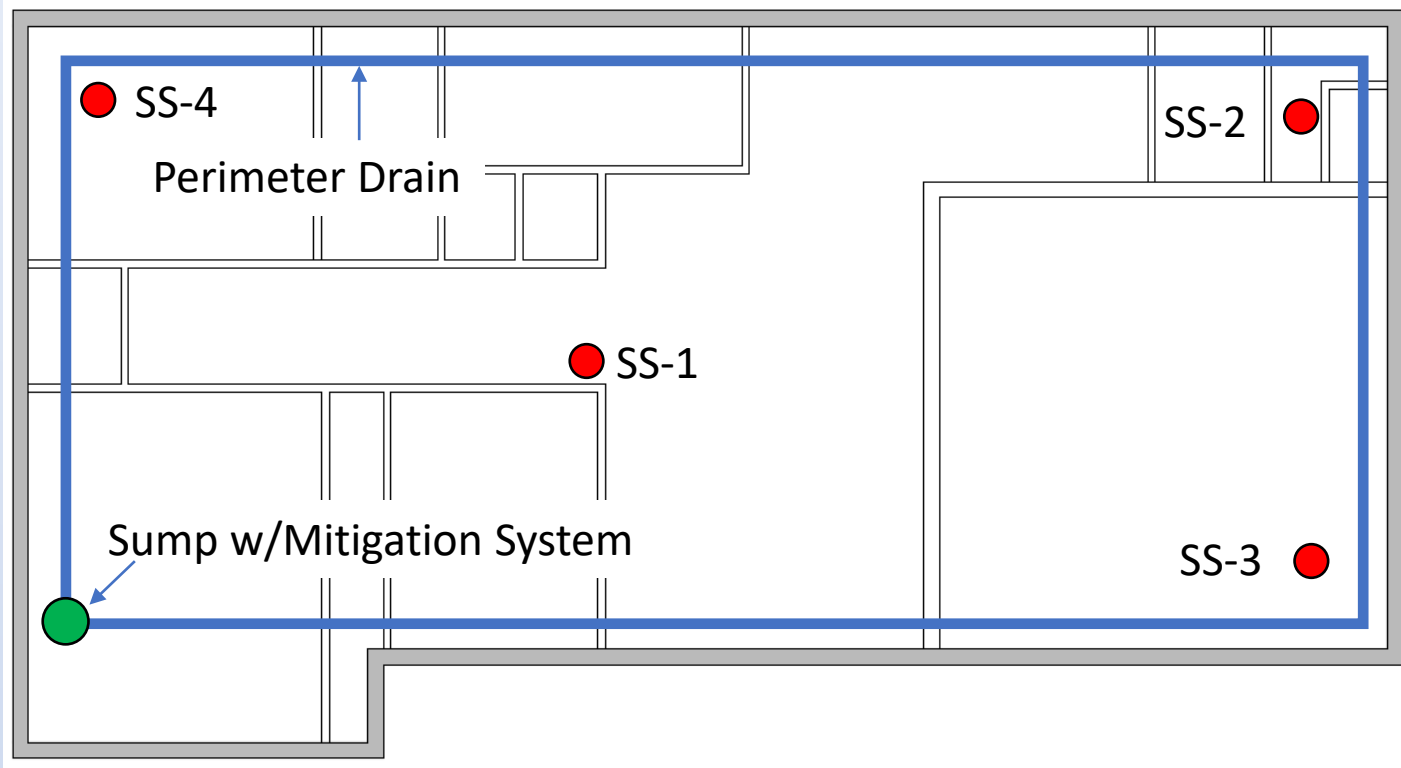 SS-4
SS-2
Perimeter Drain
SS-1
Sump w/Mitigation System
SS-3